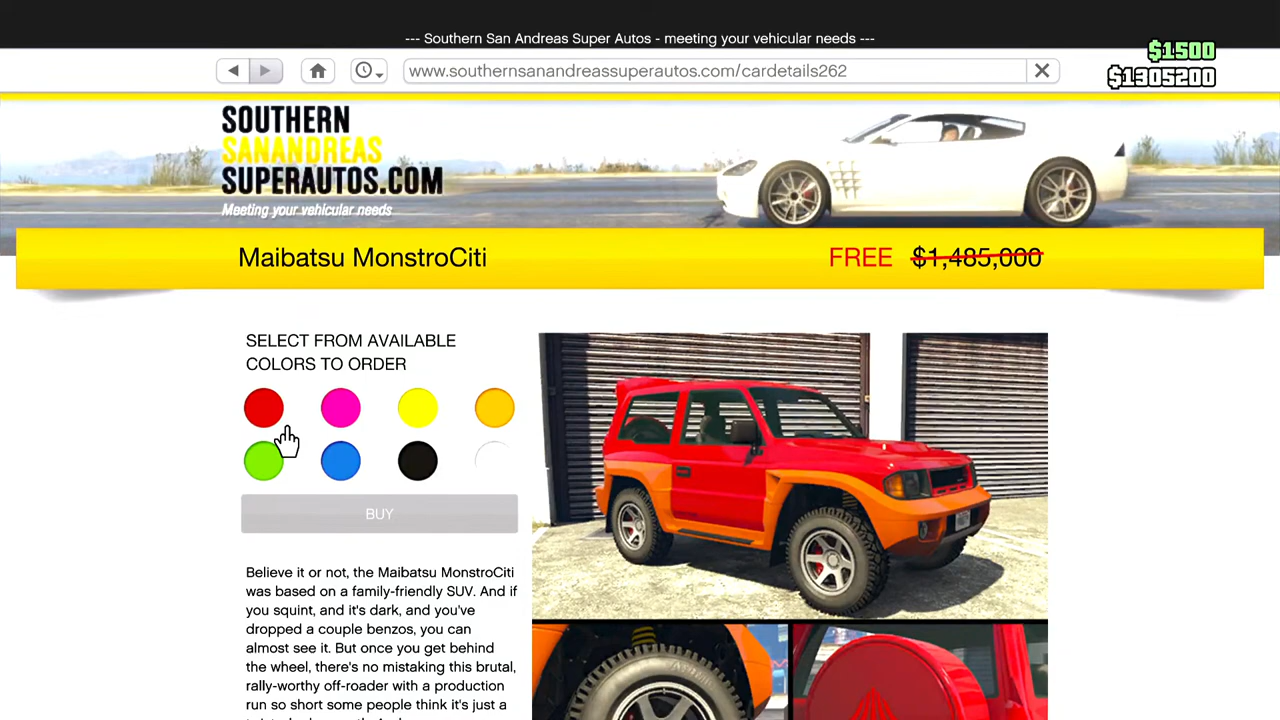 --- Southern San Andreas Super Autos - meeting your vehicular needs ---
$1500
www.southernsanandreassuperautos.com/cardetails262
$1305200
SOUTHERN
SANANDREAS
SUPERAUTOS.COM
Meeting your vehicular needs
Maibatsu MonstroCiti
FREE $1,485,000
SELECT FROM AVAILABLE
COLORS TO ORDER
BUY
Believe it or not, the Maibatsu MonstroCiti
was based on a family-friendly SUV. And if
you squint, and it's dark, and you've
dropped a couple benzos, you can
almost see it. But once you get behind
the wheel, there's no mistaking this brutal,
rally-worthy off-roader with a production
run so short some people think it's just a